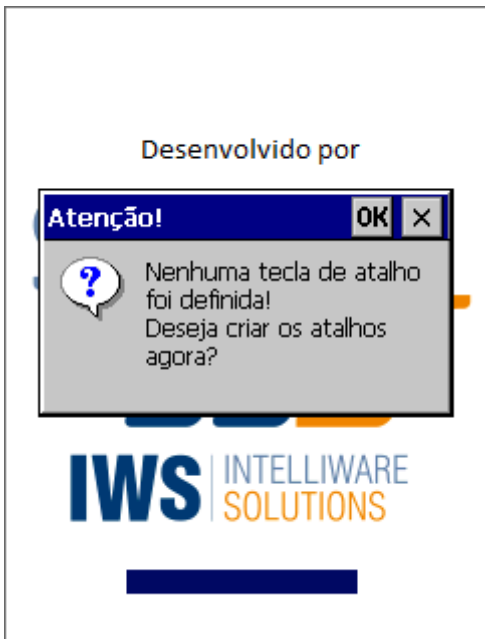 Desenvolvido por
Atenção! OK ×
?
Nenhuma tecla de atalho
foi definida!
Deseja criar os atalhos
agora?
IWS INTELLIWARE
SOLUTIONS